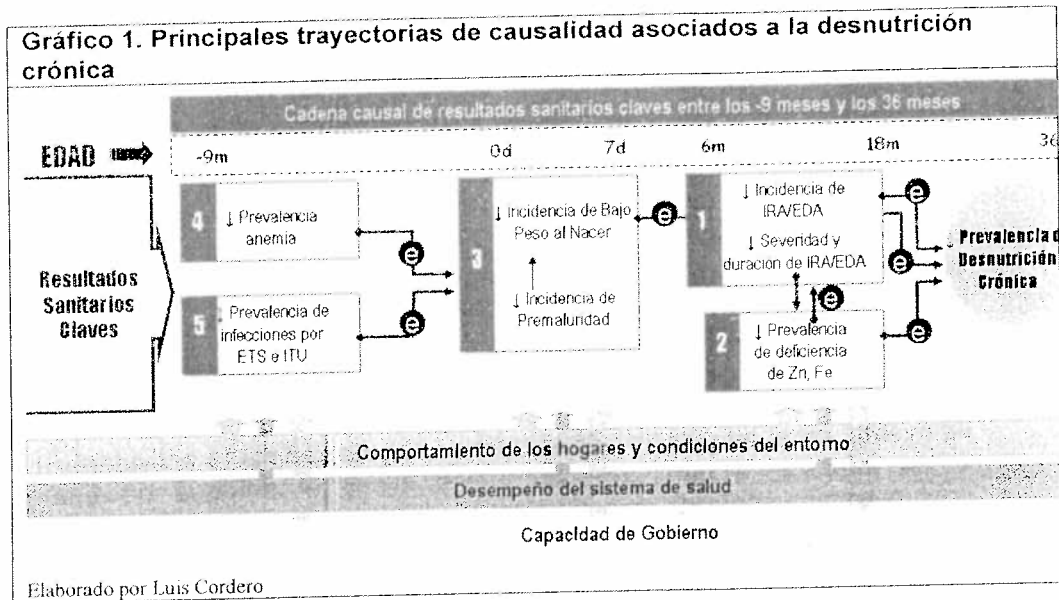 Gráfico 1. Principales trayectorias de causalidad asociados a la desnutrición
crónica
Cadena causal de resultados sanitarios claves entre los -9 meses y los 36 meses
EDAD
-9m
0d
7d
6m
18m
36
Resultados
Sanitarios
Claves
4
↓ Prevalencia
anemia
e
5
↓ Prevalencia de
infecciones por
ETS e ITU
e
3
↓ Incidencia de Bajo
Peso al Nacer
↓ Incidencia de
Prematuridad
e
1
↓ Incidencia de
IRA/EDA
↓ Severidad y
duración de IRA/EDA
e
e
e
2
↓ Prevalencia
de deficiencia
de Zn, Fe
e
↓ Prevalencia d
Desnutrición
Crónica
Comportamiento de los hogares y condiciones del entorno
Desempeño del sistema de salud
Capacidad de Gobierno
Elaborado por Luis Cordero